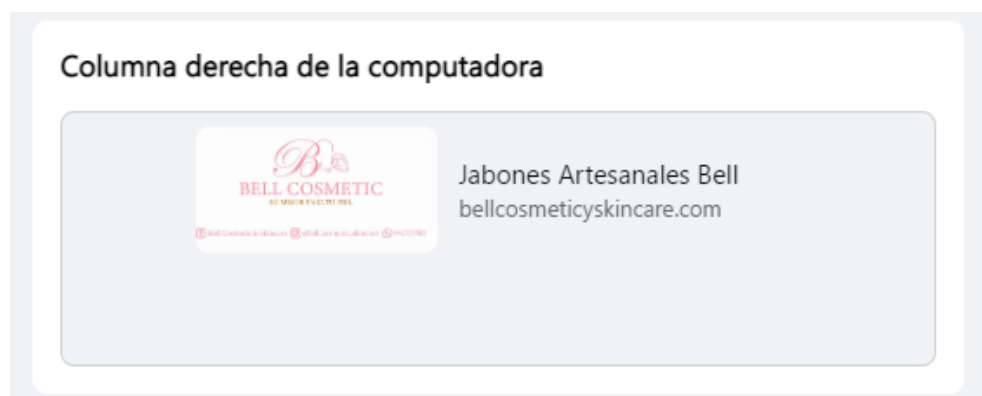 Columna derecha de la computadora
B
BELL COSMETIC
Jabones Artesanales Bell
bellcosmeticyskincare.com